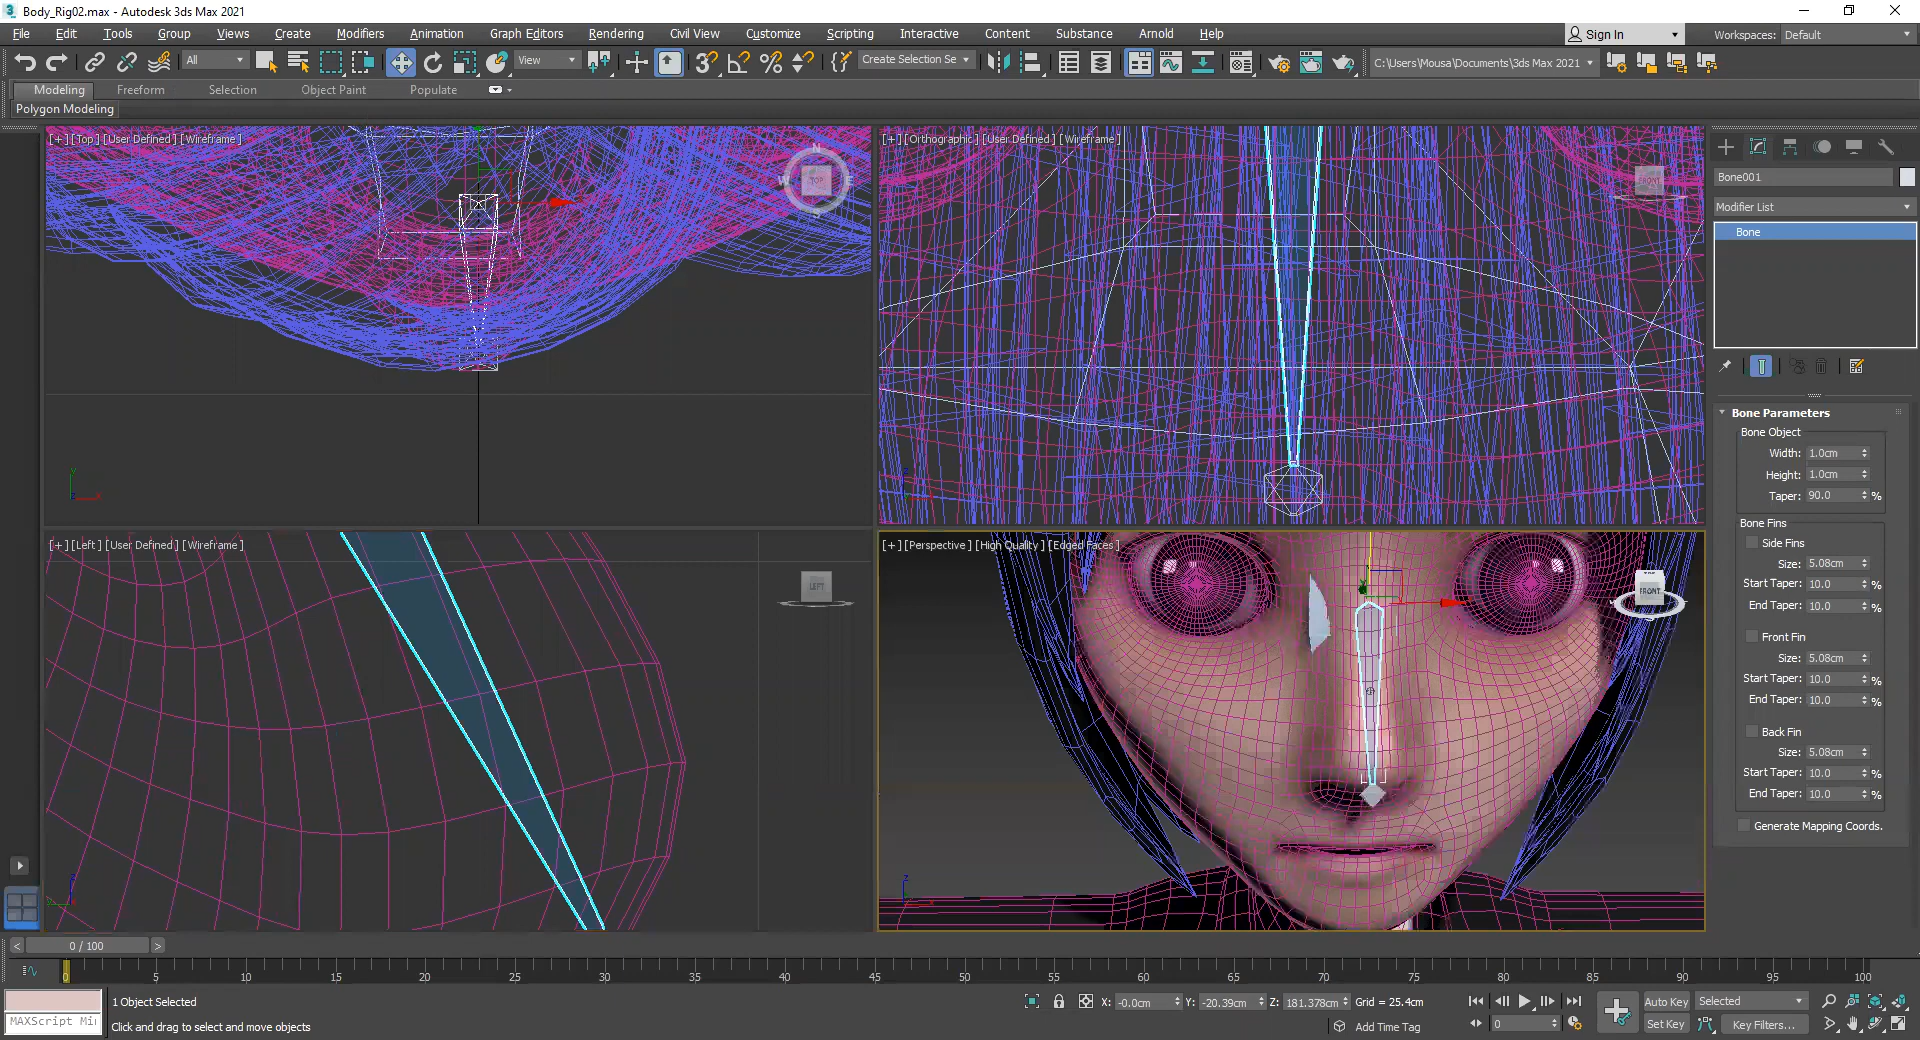 Body_Rig02.max - Autodesk 3ds Max 2021
File Edit Tools Group Views Create Modifiers Animation Graph Editors Rendering Civil View Customize Scripting Interactive Content Substance Arnold Help Sign In Workspaces: Default
All View Create Selection Se C:\Users\Mousa\Documents\3ds Max 2021
Modeling Freeform Selection Object Paint Populate
Polygon Modeling
[+] [Top] [User Defined] [Wireframe]
N
W TOP E
S
[+] [Orthographic] [User Defined] [Wireframe]
FRONT
[+] [Left] [User Defined] [Wireframe]
LEFT
[+] [Perspective] [High Quality] [Edged Faces]
FRONT
Bone001
Modifier List
Bone
Bone Parameters
Bone Object
Width: 1.0cm
Height: 1.0cm
Taper: 90.0 %
Bone Fins
Side Fins
Size: 5.08cm
Start Taper: 10.0 %
End Taper: 10.0 %
Front Fin
Size: 5.08cm
Start Taper: 10.0 %
End Taper: 10.0 %
Back Fin
Size: 5.08cm
Start Taper: 10.0 %
End Taper: 10.0 %
Generate Mapping Coords.
< 0 / 100 >
0 5 10 15 20 25 30 35 40 45 50 55 60 65 70 75 80 85 90 95 100
1 Object Selected X: -0.0cm Y: -20.39cm Z: 181.378cm Grid = 25.4cm Auto Key Selected
MAXScript Mi Click and drag to select and move objects Add Time Tag 0 Set Key Key Filters...